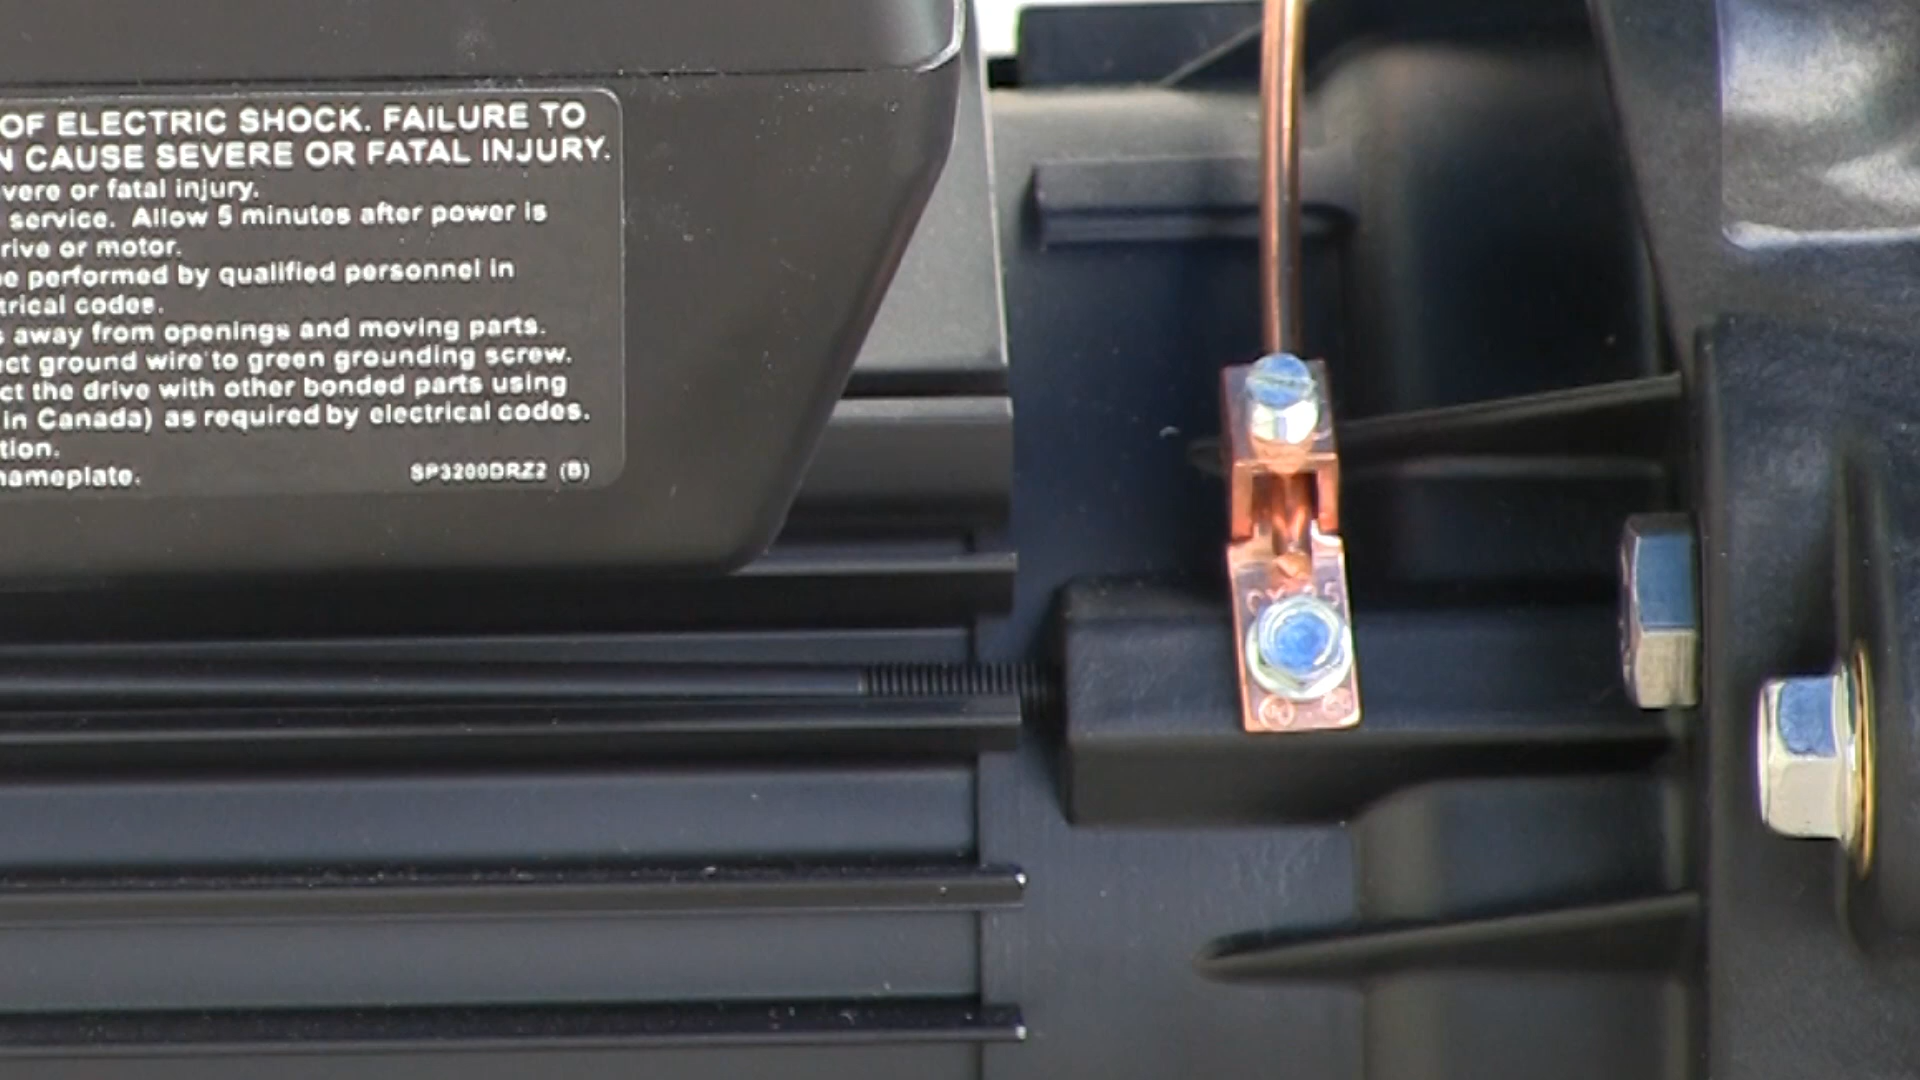 OF ELECTRIC SHOCK. FAILURE TO
N CAUSE SEVERE OR FATAL INJURY.
vere or fatal injury.
service. Allow 5 minutes after power is
rive or motor.
be performed by qualified personnel in
trical codes.
s away from openings and moving parts.
ect ground wire to green grounding screw.
ct the drive with other bonded parts using
in Canada) as required by electrical codes.
tion.
nameplate.
SP3200DRZ2 (B)